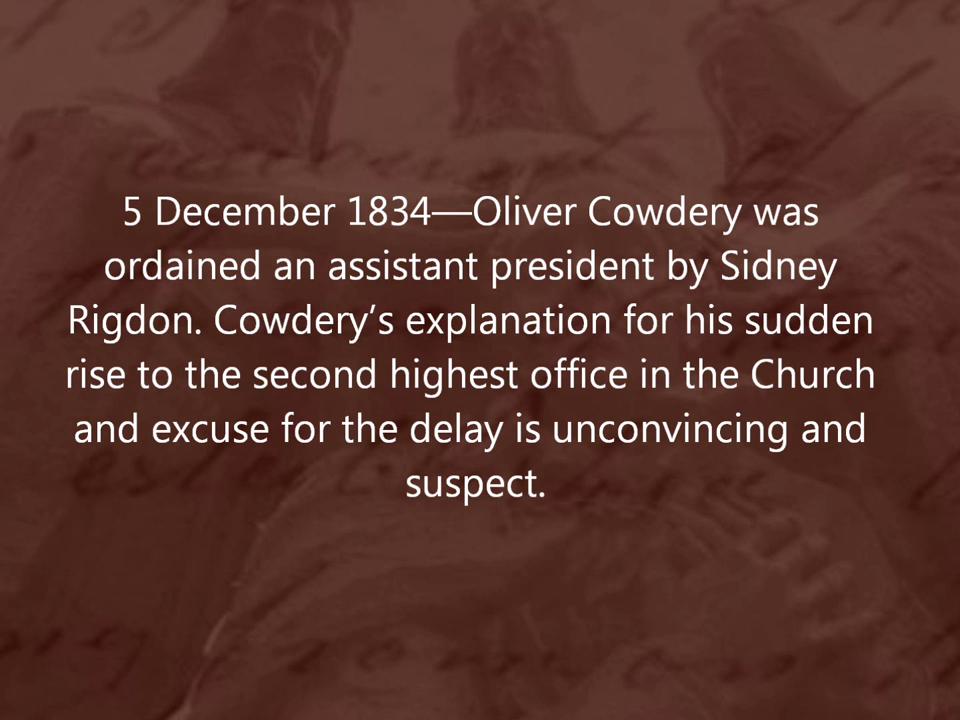 5 December 1834—Oliver Cowdery was
ordained an assistant president by Sidney
Rigdon. Cowdery’s explanation for his sudden
rise to the second highest office in the Church
and excuse for the delay is unconvincing and
suspect.